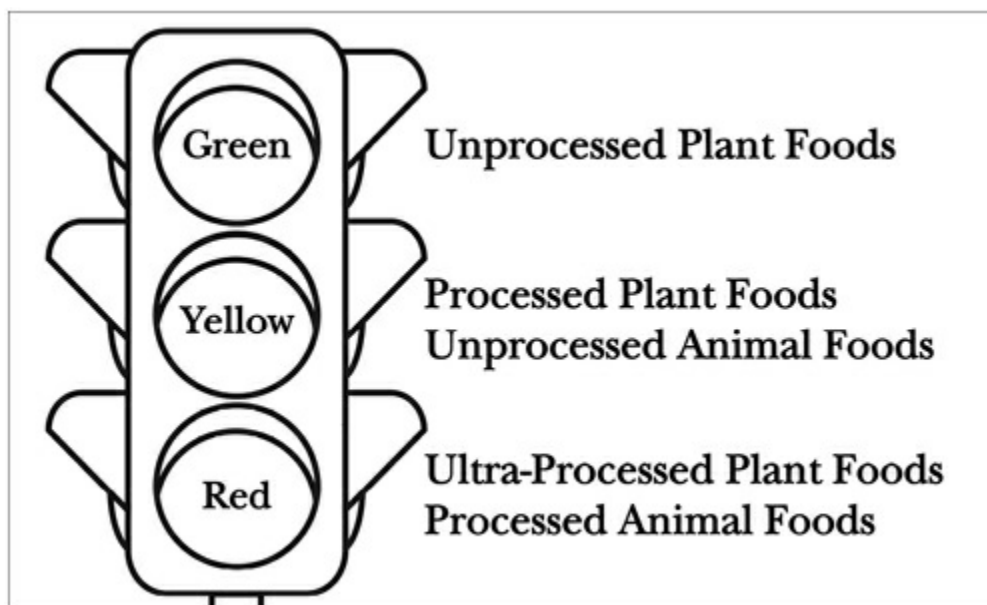 Green
Unprocessed Plant Foods
Yellow
Processed Plant Foods
Unprocessed Animal Foods
Red
Ultra-Processed Plant Foods
Processed Animal Foods